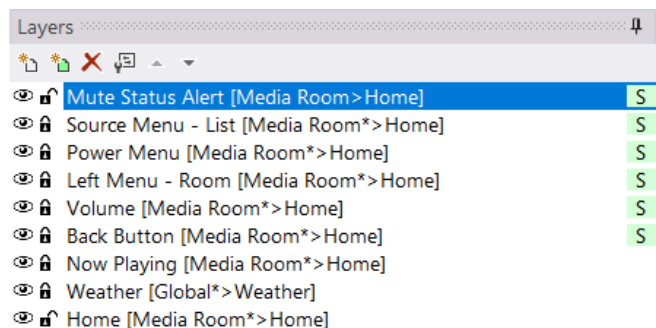 Layers
Mute Status Alert [Media Room>Home] S
Source Menu - List [Media Room*>Home] S
Power Menu [Media Room*>Home] S
Left Menu - Room [Media Room*>Home] S
Volume [Media Room*>Home] S
Back Button [Media Room*>Home] S
Now Playing [Media Room*>Home]
Weather [Global*>Weather]
Home [Media Room*>Home]